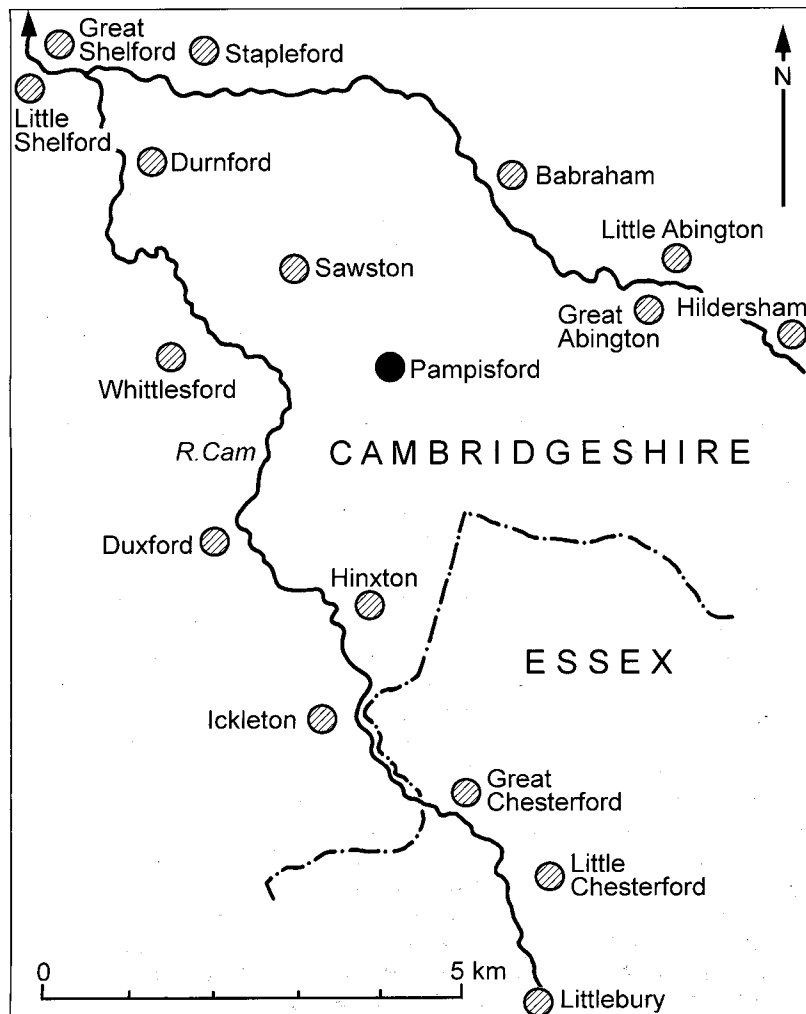 Great
Shelford
Stapleford
N
Little
Shelford
Durnford
Babraham
Little Abington
Sawston
Great
Abington
Hildersham
Whittlesford
Pampisford
R.Cam
CAMBRIDGESHIRE
Duxford
Hinxton
ESSEX
Ickleton
Great
Chesterford
Little
Chesterford
0
5 km
Littlebury